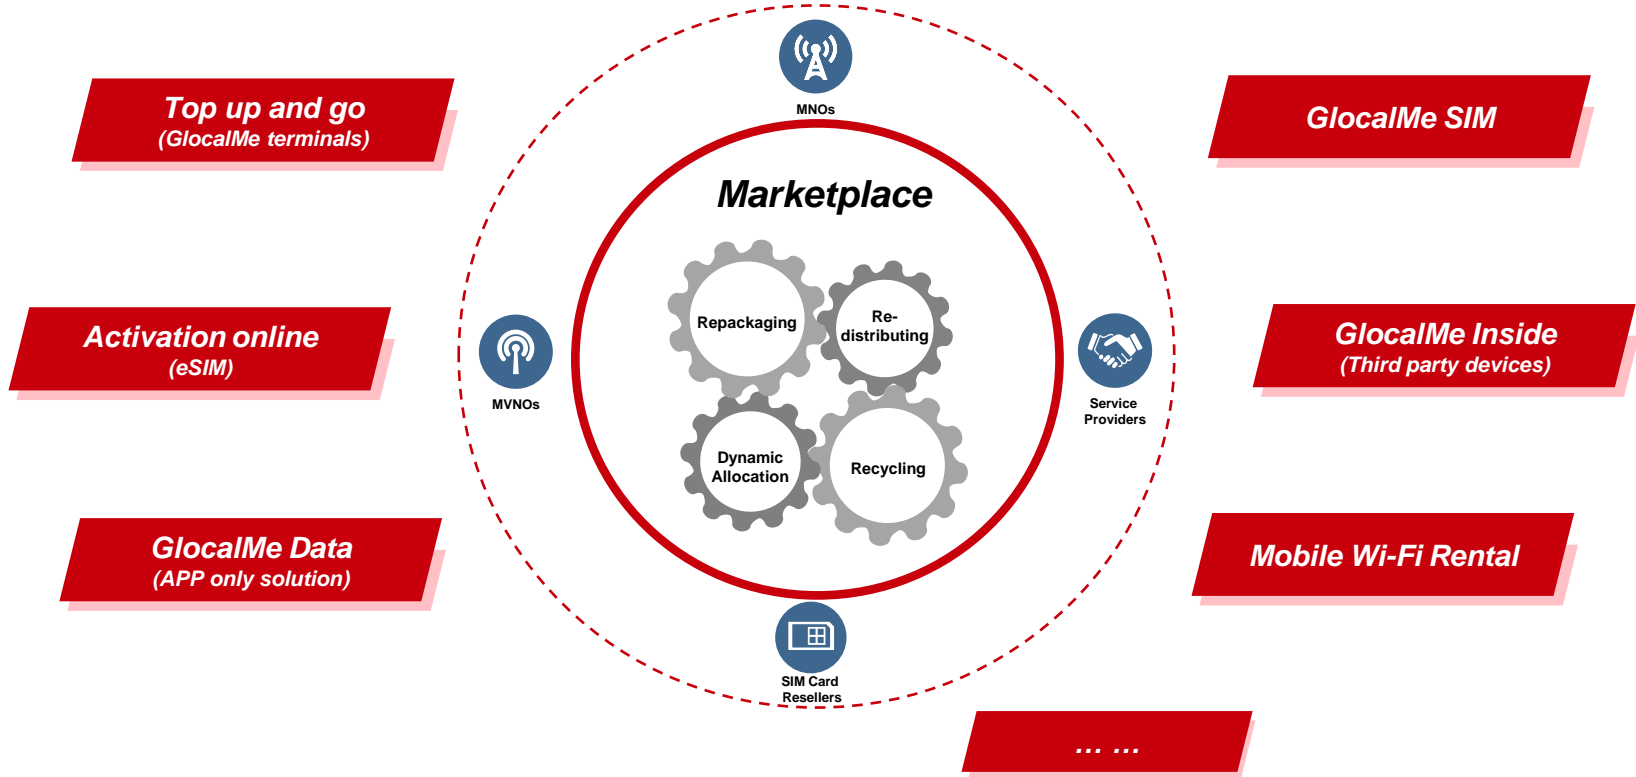 MNOs
Top up and go
(GlocalMe terminals)
GlocalMe SIM
Marketplace
Repackaging
Re-
distributing
Activation online
(eSIM)
MVNOs
Service
Providers
GlocalMe Inside
(Third party devices)
Dynamic
Allocation
Recycling
GlocalMe Data
(APP only solution)
Mobile Wi-Fi Rental
SIM Card
Resellers
... ...